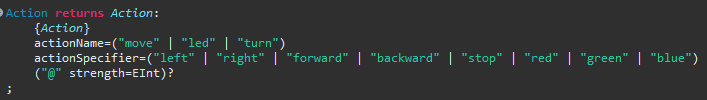 Action returns Action:
{Action}
actionName=("move" | "led" | "turn")
actionSpecifier=("left" | "right" | "forward" | "backward" | "stop" | "red" | "green" | "blue")
("@" strength=EInt)?
;